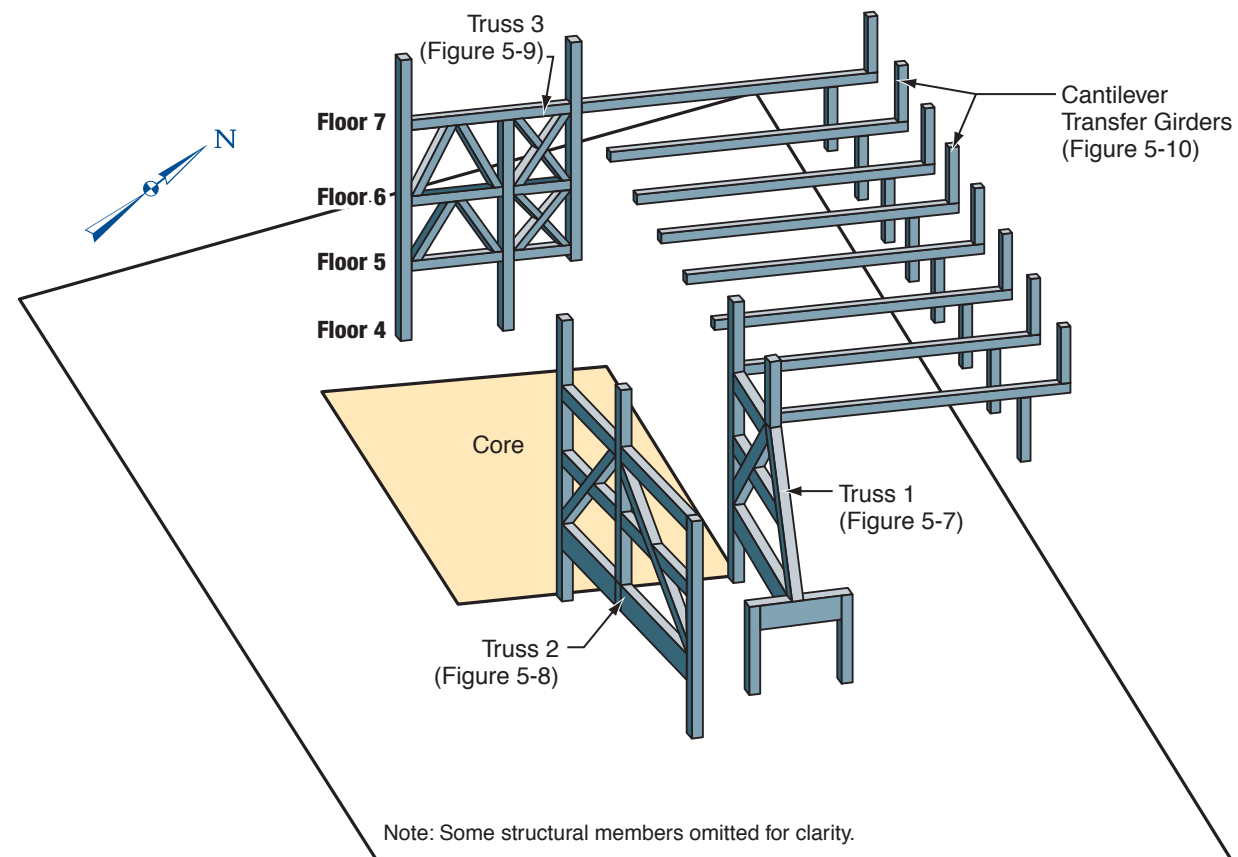 Truss 3
(Figure 5-9)
Cantilever
Transfer Girders
(Figure 5-10)
N
Floor 7
Floor 6
Floor 5
Floor 4
Core
Truss 1
(Figure 5-7)
Truss 2
(Figure 5-8)
Note: Some structural members omitted for clarity.